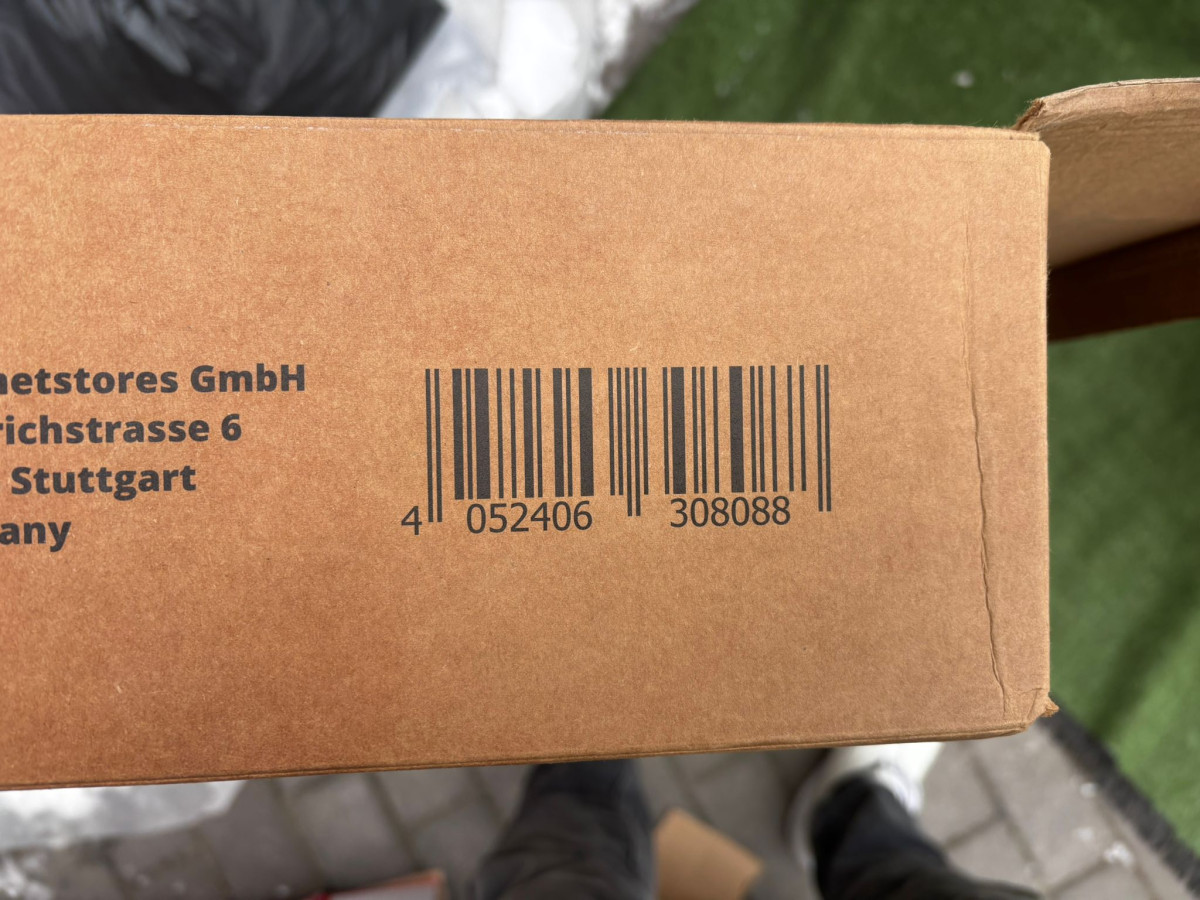 netstores GmbH
richstrasse 6
Stuttgart
any
4 052406 308088